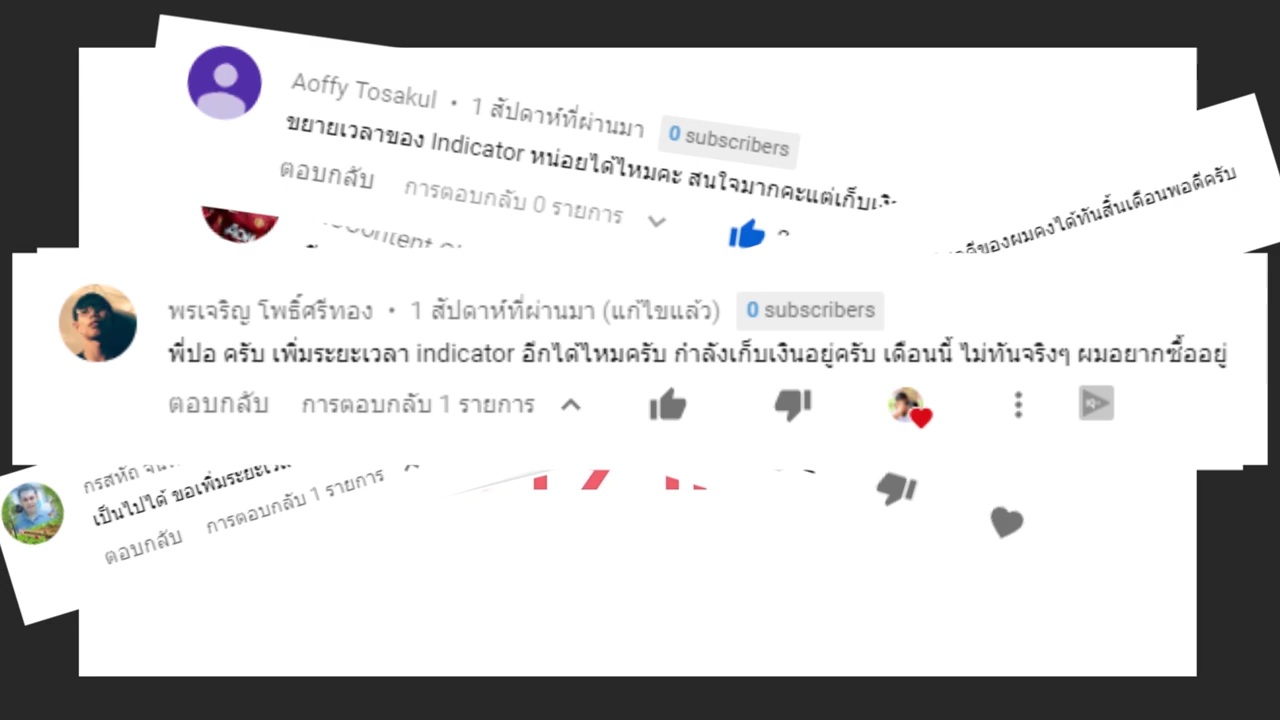 Aoffy Tosakul • 1 สัปดาห์ที่ผ่านมา 0 subscribers
ขยายเวลาของ Indicator หน่อยได้ไหมคะ สนใจมากคะแต่เก็บ
ตอบกลับ การตอบกลับ 0 รายการ
ของผมคงได้ทันสิ้นเดือนพอดีครับ
พรเจริญ โพธิ์ศรีทอง • 1 สัปดาห์ที่ผ่านมา (แก้ไขแล้ว) 0 subscribers
พี่ปอ ครับ เพิ่มระยะเวลา indicator อีกได้ไหมครับ กำลังเก็บเงินอยู่ครับ เดือนนี้ ไม่ทันจริงๆ ผมอยากซื้ออยู่
ตอบกลับ การตอบกลับ 1 รายการ
กรสหัถ
เป็นไปได้ ขอเพิ่มระยะเวลา
ตอบกลับ การตอบกลับ 1 รายการ